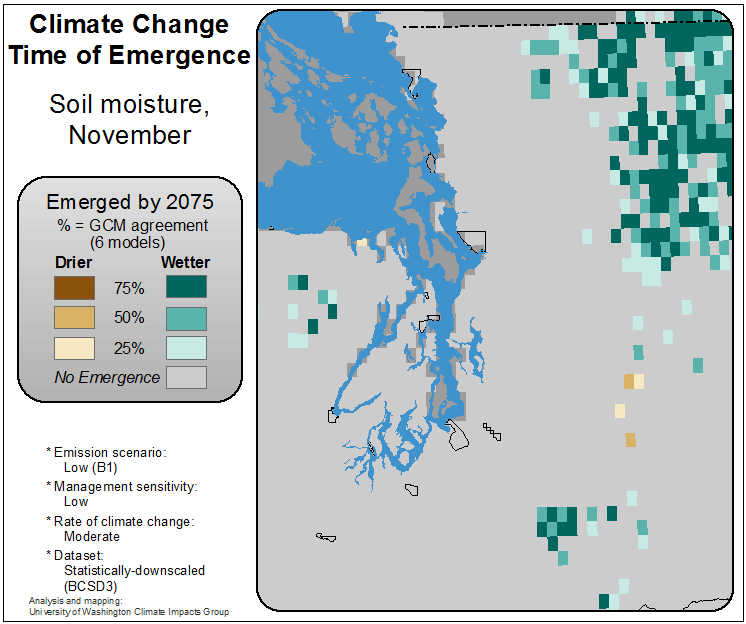 Climate Change
Time of Emergence
Soil moisture,
November
Emerged by 2075
% = GCM agreement
(6 models)
Drier Wetter
75%
50%
25%
No Emergence
* Emission scenario:
Low (B1)
* Management sensitivity:
Low
* Rate of climate change:
Moderate
* Dataset:
Statistically-downscaled
(BCSD3)
Analysis and mapping:
University of Washington Climate Impacts Group